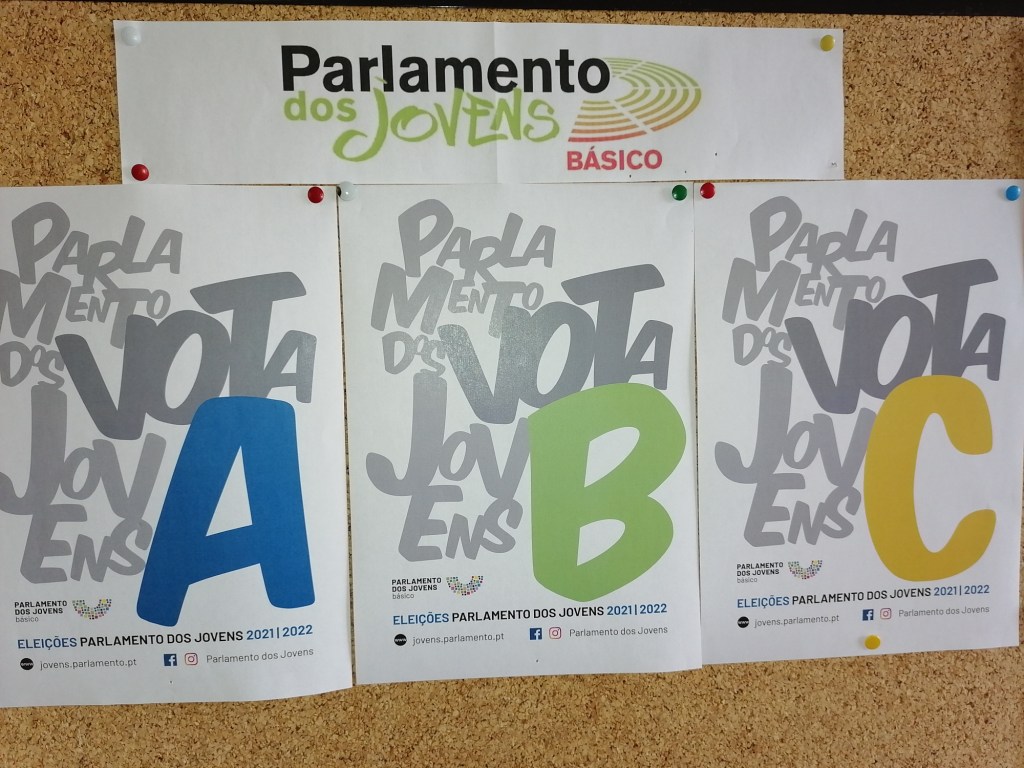 Parlamento
dos JOVENS
BÁSICO
PARLA
MENTO
DOS
VOTA
JOV
ENS
A
PARLAMENTO
DOS JOVENS
básico
ELEIÇÕES PARLAMENTO DOS JOVENS 2021|2022
www jovens.parlamento.pt Parlamento dos Jovens
PARLA
MENTO
DOS
VOTA
JOV
ENS
B
PARLAMENTO
DOS JOVENS
básico
ELEIÇÕES PARLAMENTO DOS JOVENS 2021|2022
www jovens.parlamento.pt Parlamento dos Jovens
PARLA
MENTO
DOS
VOTA
JOV
ENS
C
PARLAMENTO
DOS JOVENS
básico
ELEIÇÕES PARLAMENTO DOS JOVENS 2021|2022
www jovens.parlamento.pt Parlamento dos Jovens